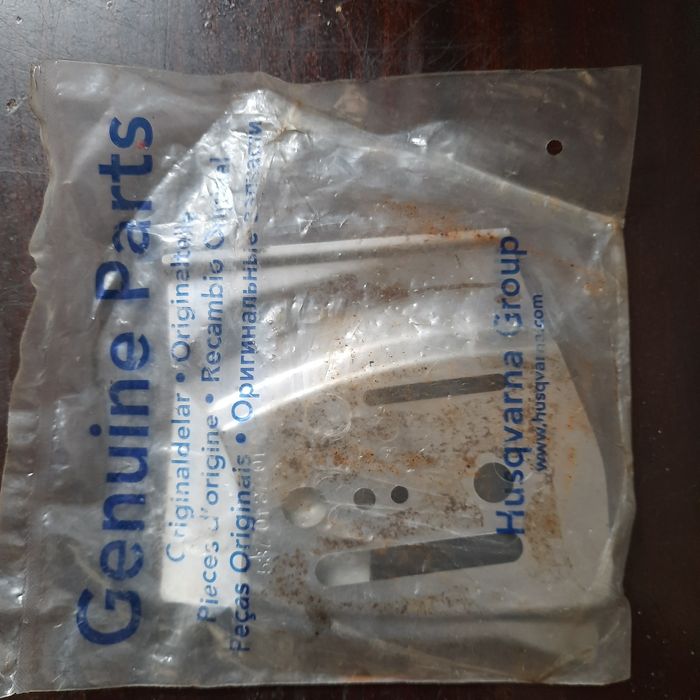 Genuine Parts
Originaldelar • Originalteile
Pieces d'origine • Recambio Original
Peças Originais • Оригинальные запчасти
Husqvarna Group
www.husqvarna.com